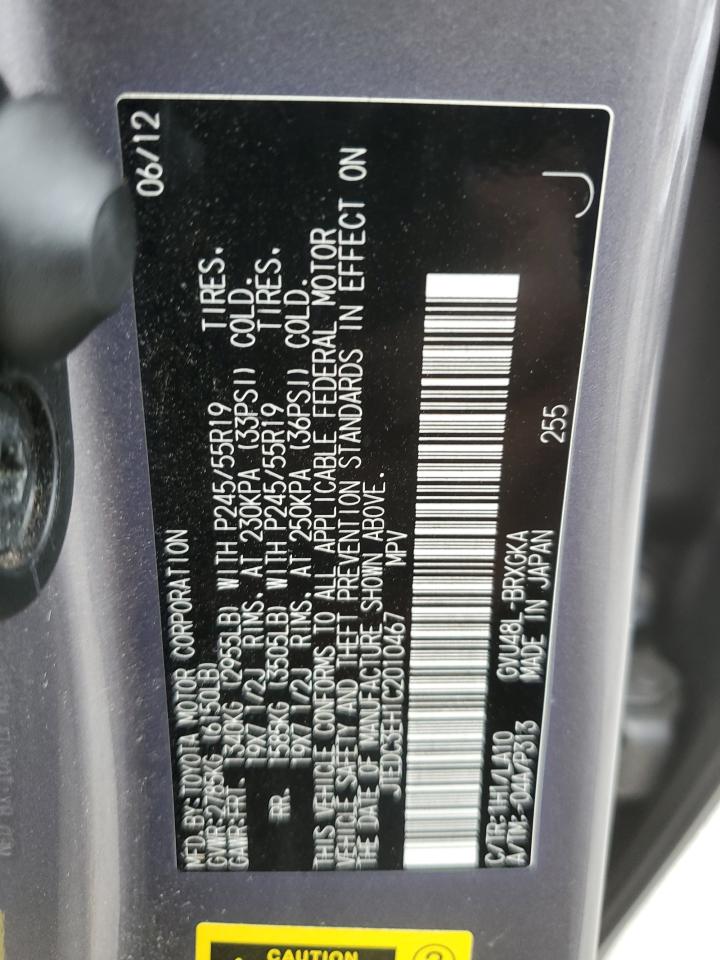 MFD.BY:TOYOTA MOTOR CORPORATION 06/12
GVWR:2785KG (6150LB)
GAWR:FRT. 1340KG (2955LB) WITH P245/55R19 TIRES.
19X7 1/2J RIMS. AT 230KPA (33PSI) COLD.
RR. 1585KG (3505LB) WITH P245/55R19 TIRES.
19X7 1/2J RIMS. AT 250KPA (36PSI) COLD.
THIS VEHICLE CONFORMS TO ALL APPLICABLE FEDERAL MOTOR
VEHICLE SAFETY AND THEFT PREVENTION STANDARDS IN EFFECT ON
THE DATE OF MANUFACTURE SHOWN ABOVE.
JTEDC3EH1C2010467 MPV
C/TR:1H1/LA10 GVU48L-BRXGKA
A/TM:-04A/P313 MADE IN JAPAN 255
J
CAUTION